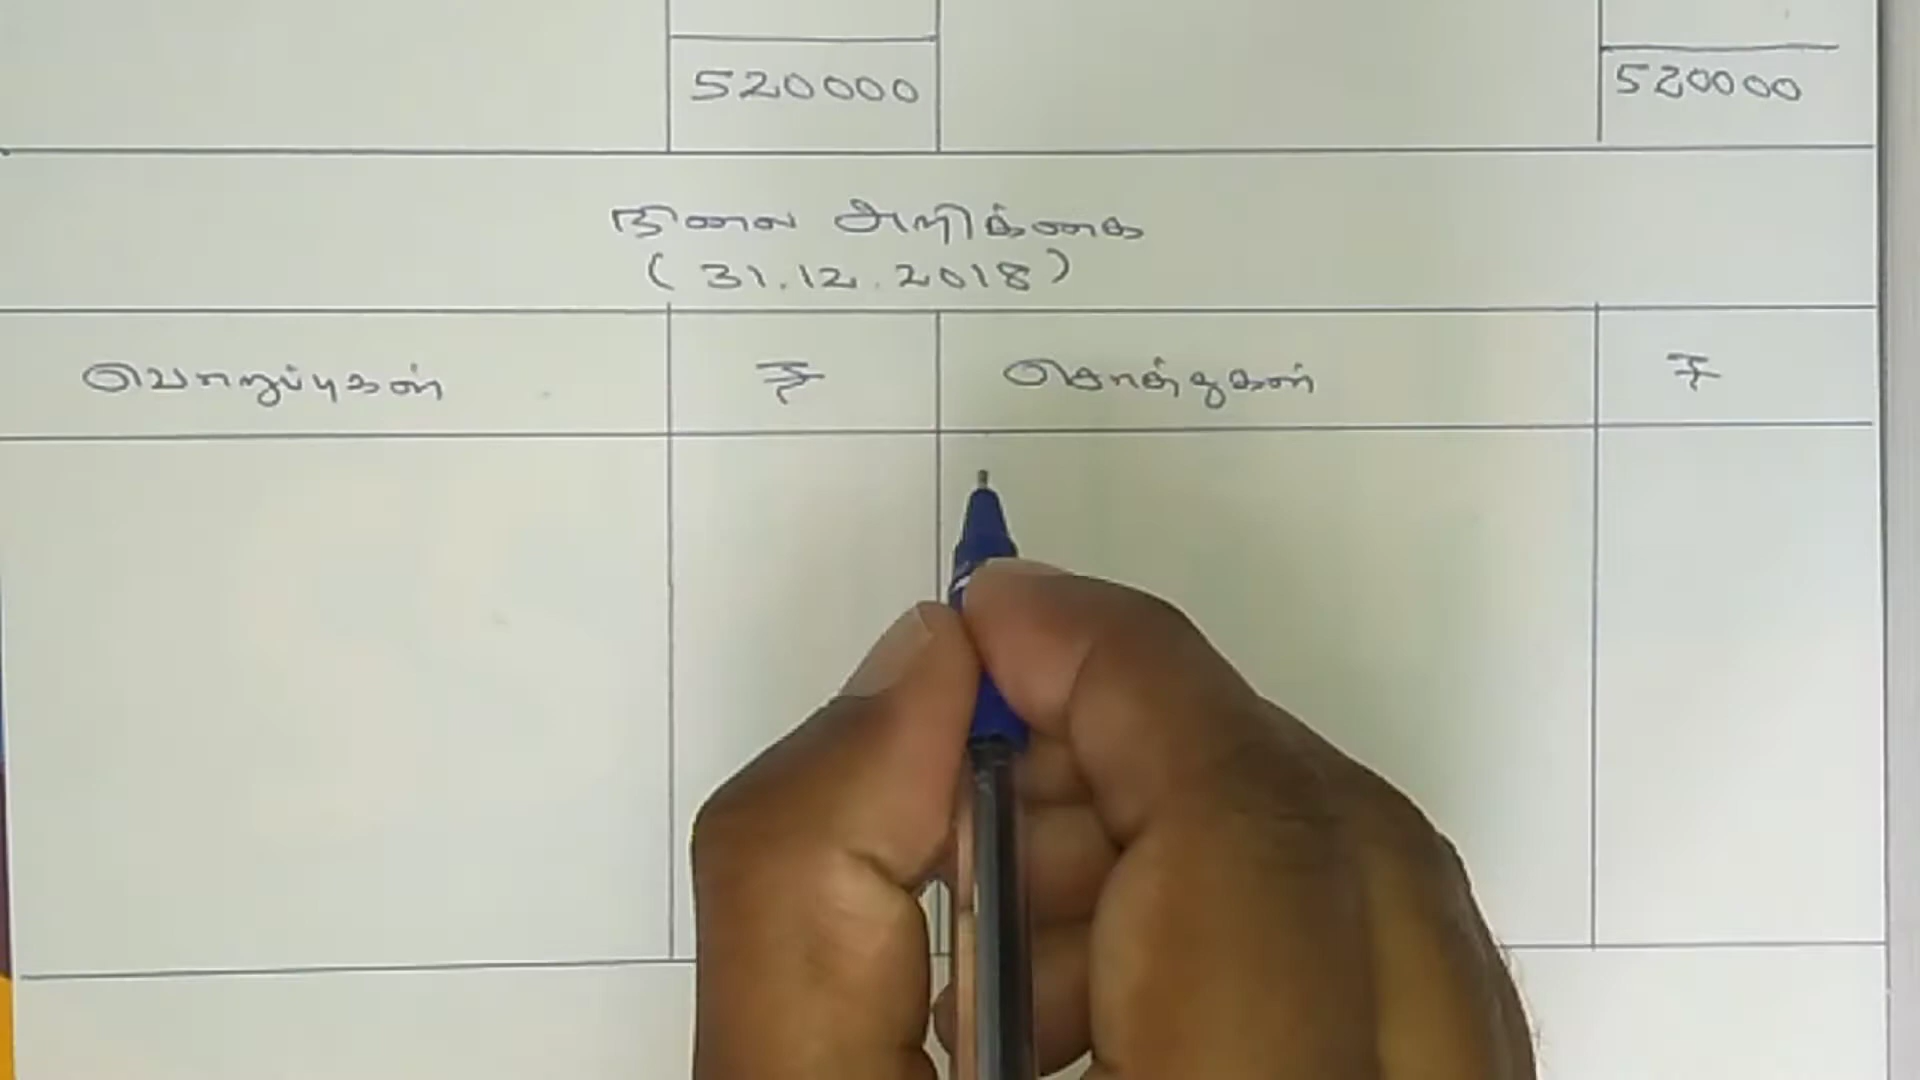 520000 520000
நிலை அறிக்கை
(31.12.2018)
பொறுப்புகள் ₹ சொத்துகள் ₹